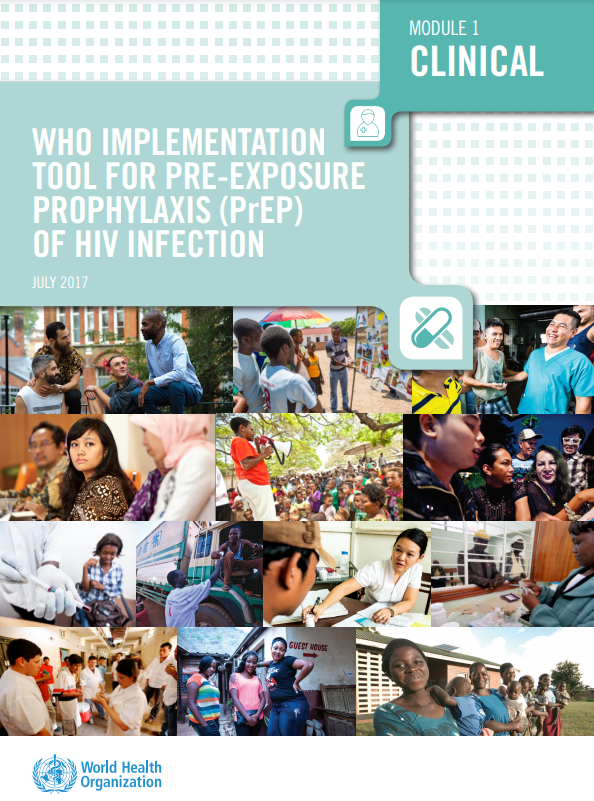 MODULE 1
CLINICAL
WHO IMPLEMENTATION
TOOL FOR PRE-EXPOSURE
PROPHYLAXIS (PrEP)
OF HIV INFECTION
JULY 2017
GUEST HOUSE
World Health
Organization